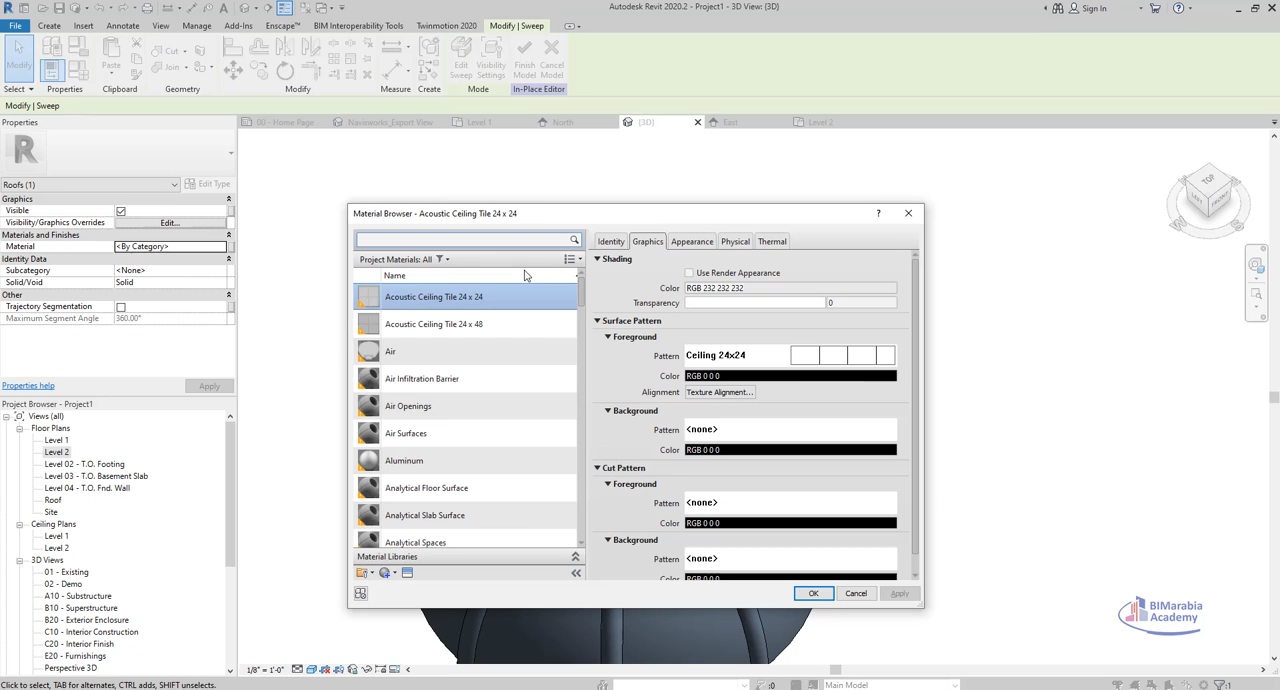 Autodesk Revit 2020.2 - Project1 - 3D View: {3D}
Sign In
File Create Insert Annotate View Manage Add-Ins Enscape™ BIM Interoperability Tools Twinmotion 2020 Modify | Sweep
Modify Paste Cut Join Edit Sweep Visibility Settings Finish Model Cancel Model
Select Properties Clipboard Geometry Modify Measure Create Mode In-Place Editor
Modify | Sweep
Properties
00 - Home Page Navisworks_Export View Level 1 North {3D} East Level 2
Roofs (1) Edit Type
Graphics
Visible
Visibility/Graphics Overrides Edit...
Materials and Finishes
Material <By Category>
Identity Data
Subcategory <None>
Solid/Void Solid
Other
Trajectory Segmentation
Maximum Segment Angle 360.00°
Properties help Apply
Project Browser - Project1
Views (all)
Floor Plans
Level 1
Level 2
Level 02 - T.O. Footing
Level 03 - T.O. Basement Slab
Level 04 - T.O. Fnd. Wall
Roof
Site
Ceiling Plans
Level 1
Level 2
3D Views
01 - Existing
02 - Demo
A10 - Substructure
B10 - Superstructure
B20 - Exterior Enclosure
C10 - Interior Construction
C20 - Interior Finish
E20 - Furnishings
Perspective 3D
Material Browser - Acoustic Ceiling Tile 24 x 24
Project Materials: All
Name
Acoustic Ceiling Tile 24 x 24
Acoustic Ceiling Tile 24 x 48
Air
Air Infiltration Barrier
Air Openings
Air Surfaces
Aluminum
Analytical Floor Surface
Analytical Slab Surface
Analytical Spaces
Material Libraries
Identity Graphics Appearance Physical Thermal
Shading
Use Render Appearance
Color RGB 232 232 232
Transparency 0
Surface Pattern
Foreground
Pattern Ceiling 24x24
Color RGB 0 0 0
Alignment Texture Alignment...
Background
Pattern <none>
Color RGB 0 0 0
Cut Pattern
Foreground
Pattern <none>
Color RGB 0 0 0
Background
Pattern <none>
Color RGB 0 0 0
OK Cancel Apply
TOP
LEFT FRONT
BIMarabia
Academy
1/8" = 1'-0"
Click to select, TAB for alternates, CTRL adds, SHIFT unselects.
:0 Main Model :1